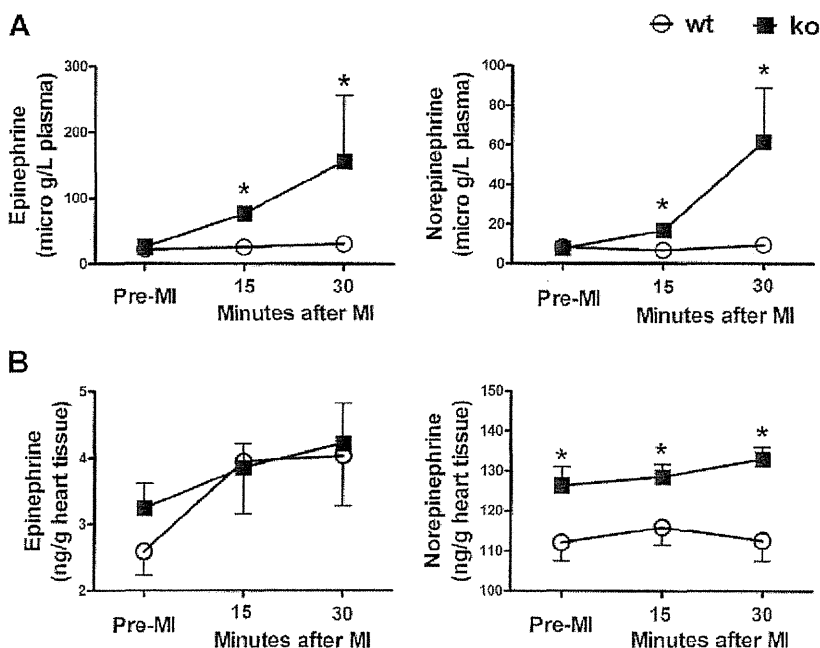 A
wt ko
Epinephrine
(micro g/L plasma)
300
200
100
0
*
*
Pre-MI 15 30
Minutes after MI
Norepinephrine
(micro g/L plasma)
100
80
60
40
20
0
*
*
Pre-MI 15 30
Minutes after MI
B
Epinephrine
(ng/g heart tissue)
5
4
3
2
Pre-MI 15 30
Minutes after MI
Norepinephrine
(ng/g heart tissue)
150
140
130
120
110
100
* * *
Pre-MI 15 30
Minutes after MI